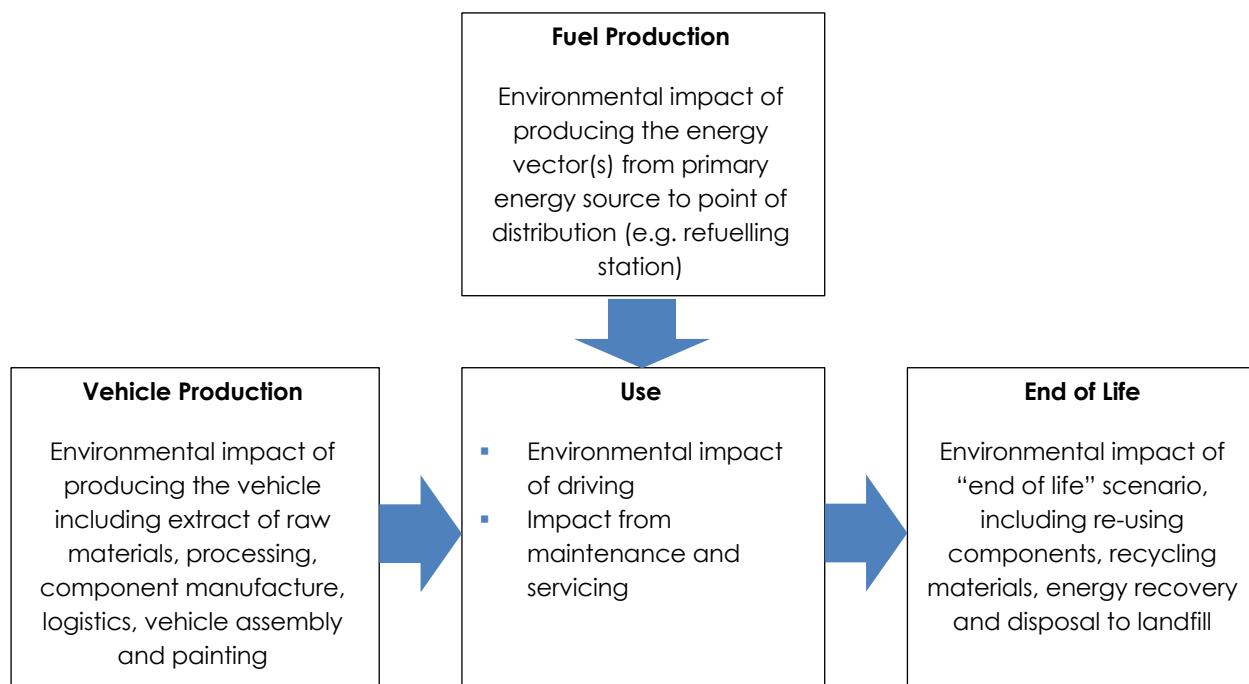 Fuel Production
Environmental impact of
producing the energy
vector(s) from primary
energy source to point of
distribution (e.g. refuelling
station)
Vehicle Production
Environmental impact of
producing the vehicle
including extract of raw
materials, processing,
component manufacture,
logistics, vehicle assembly
and painting
Use
▪ Environmental impact
of driving
▪ Impact from
maintenance and
servicing
End of Life
Environmental impact of
“end of life” scenario,
including re-using
components, recycling
materials, energy recovery
and disposal to landfill